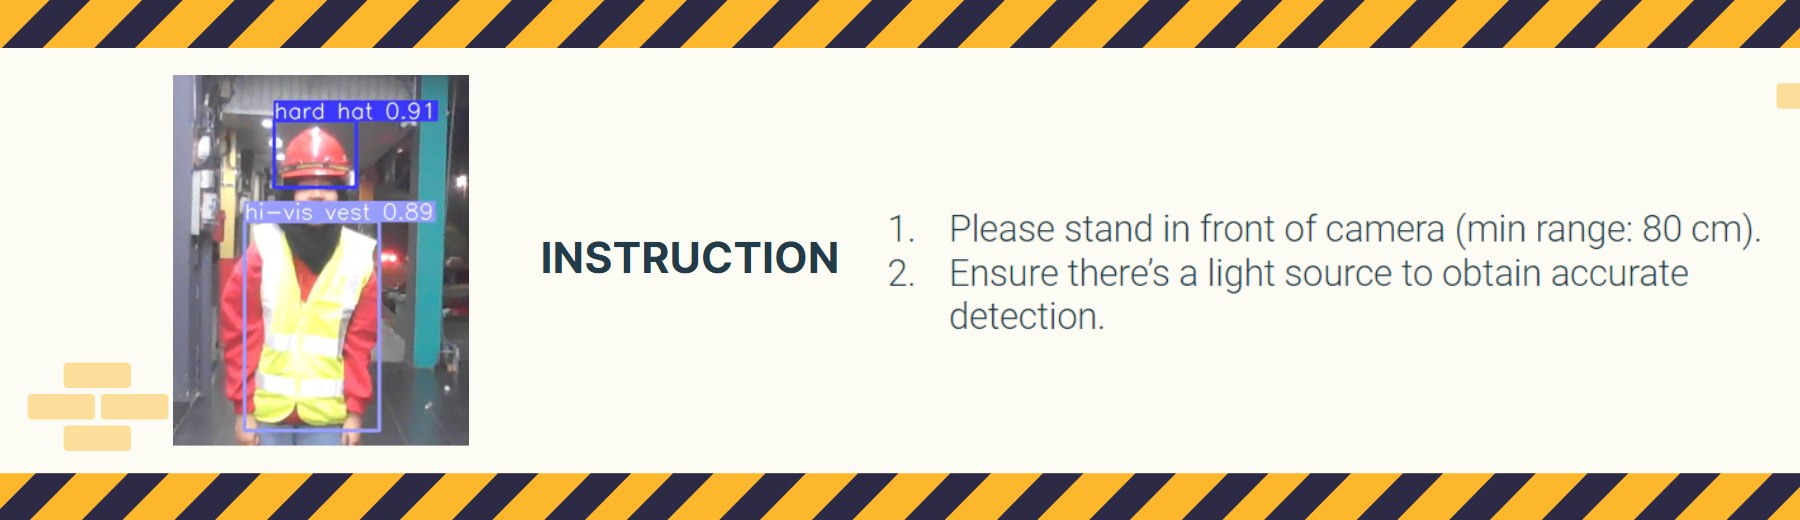 hard hat 0.91
hi-vis vest 0.89
INSTRUCTION
1. Please stand in front of camera (min range: 80 cm).
2. Ensure there's a light source to obtain accurate
detection.